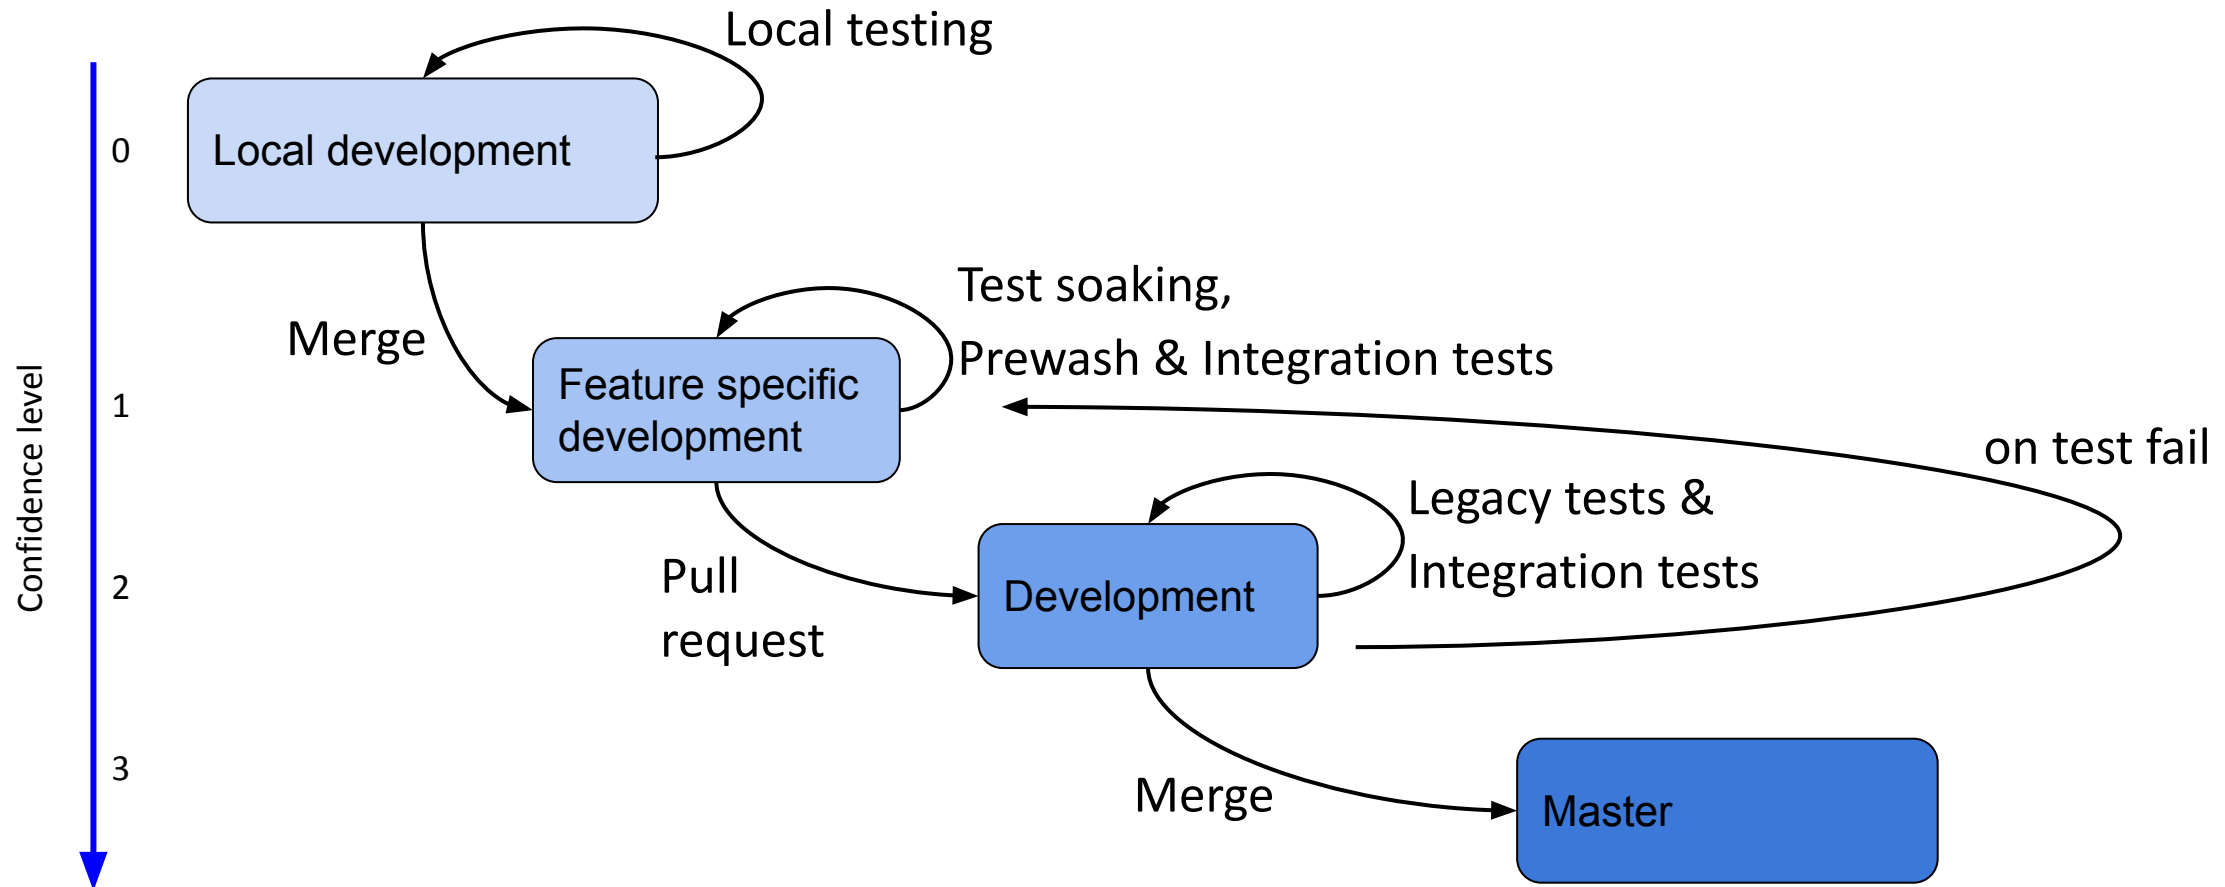 Local testing
0
Local development
Test soaking,
Merge
Prewash & Integration tests
Confidence level
1
Feature specific
development
on test fail
Legacy tests &
Integration tests
2
Pull
request
Development
3
Merge
Master